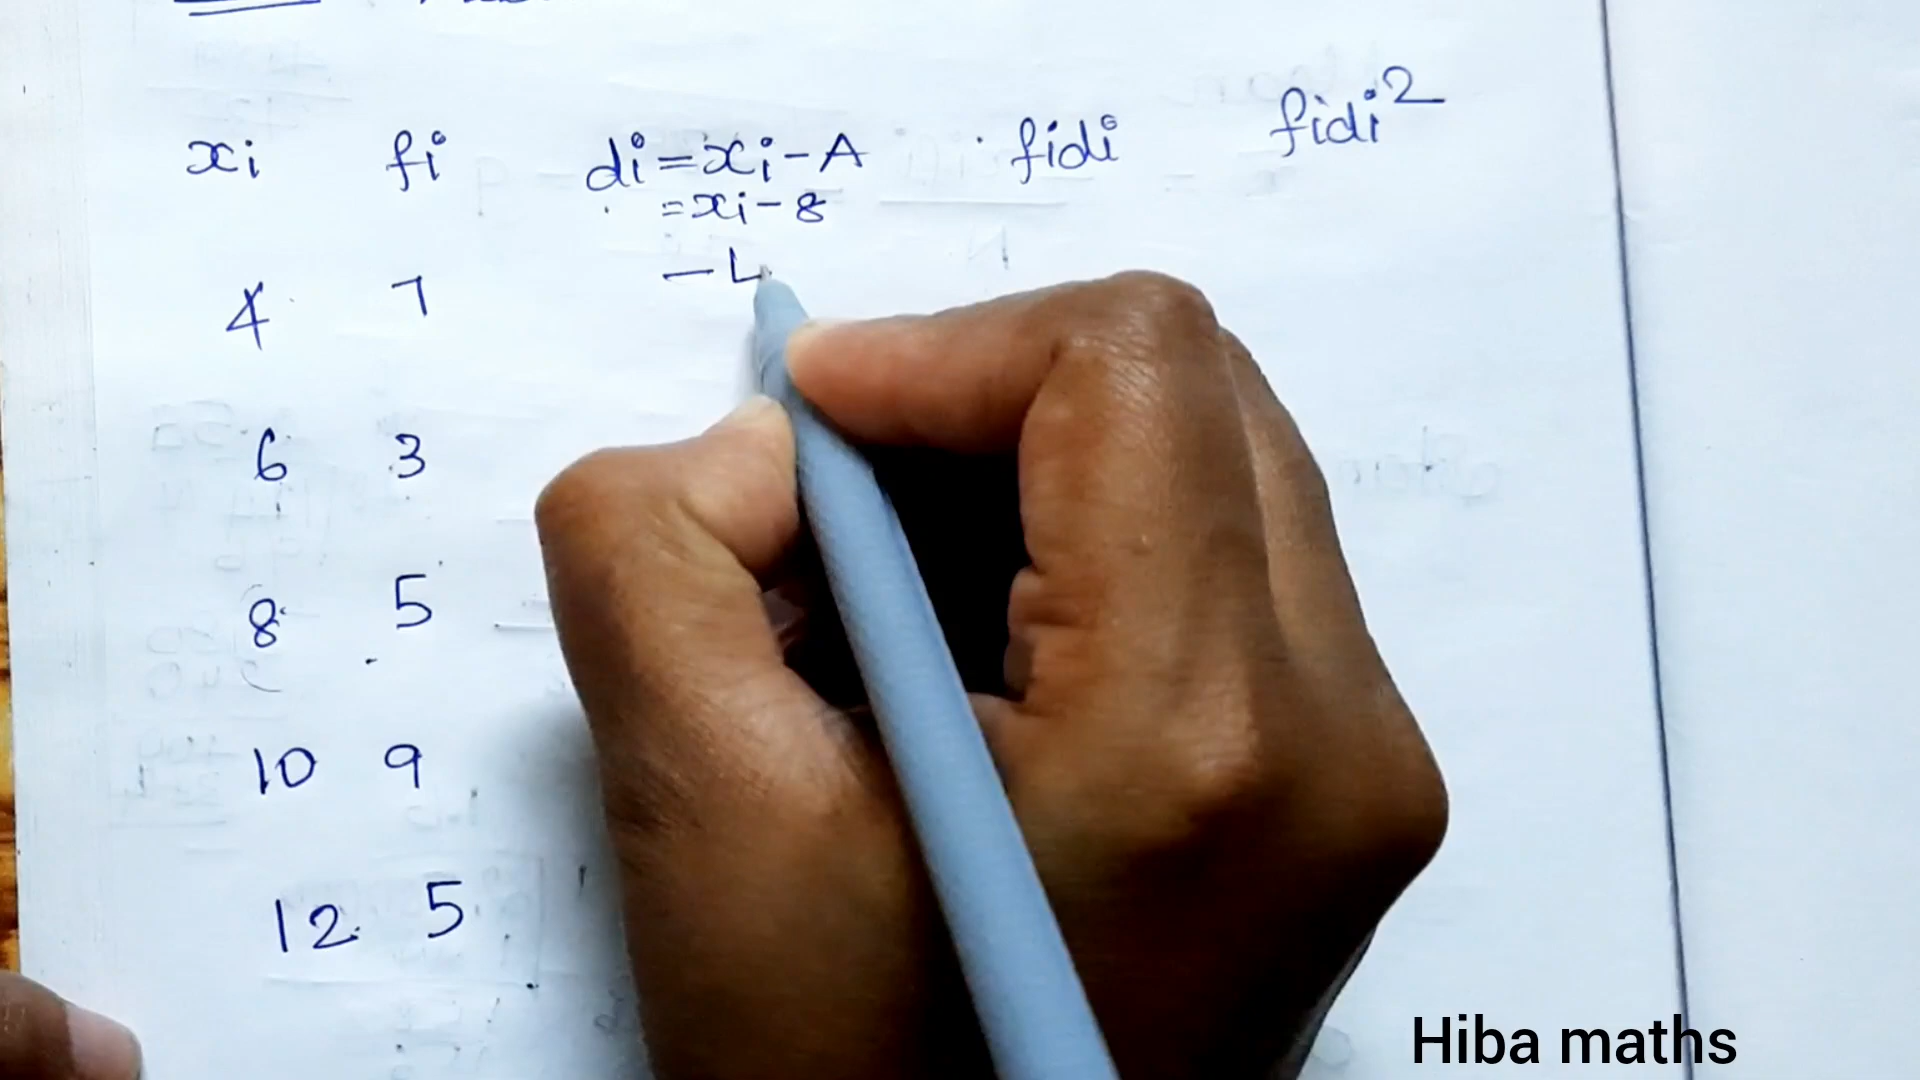 xi fi di = xi - A fidi fidi²
= xi - 8
4 7 - 4
6 3
8 5
10 9
12 5
Hiba maths